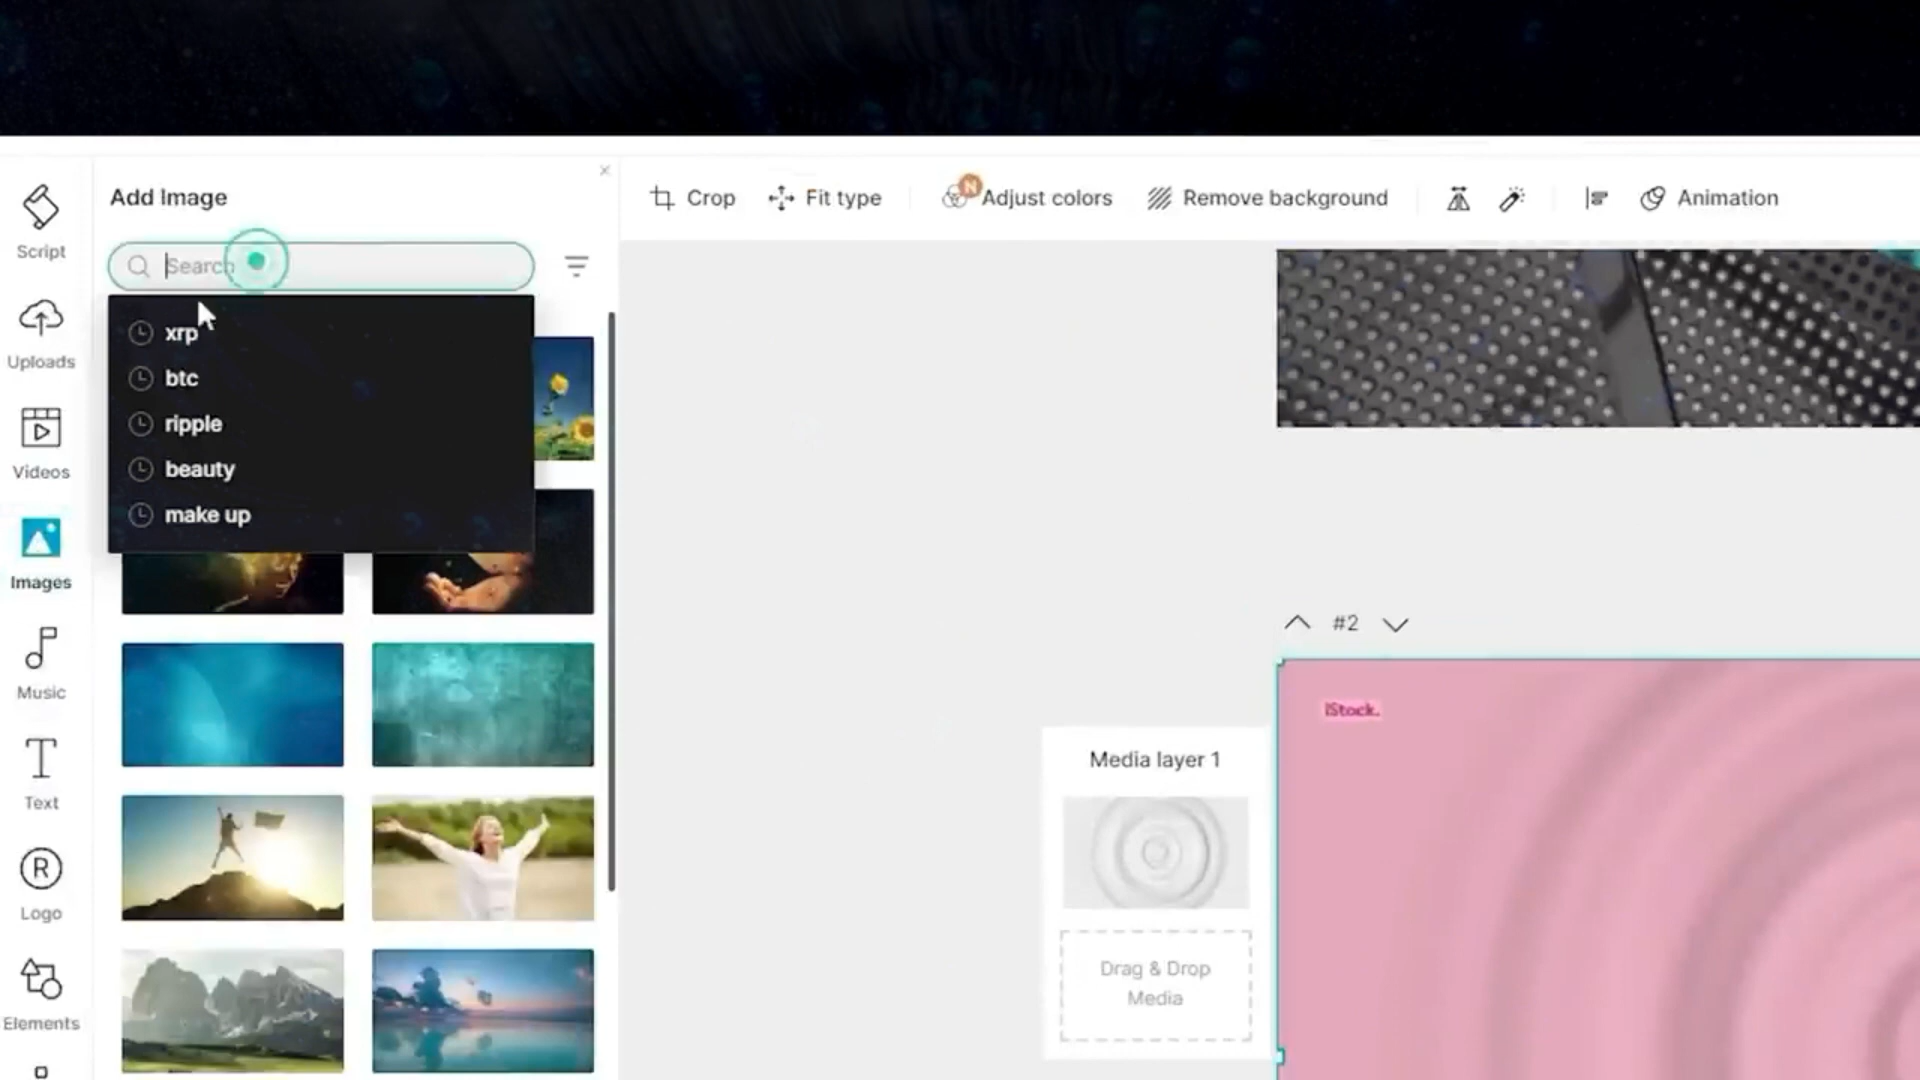 Script
Uploads
Videos
Images
Music
Text
R
Logo
Elements
Add Image
Search
xrp
btc
ripple
beauty
make up
Crop
Fit type
N
Adjust colors
Remove background
Animation
#2
Media layer 1
Drag & Drop
Media
iStock.